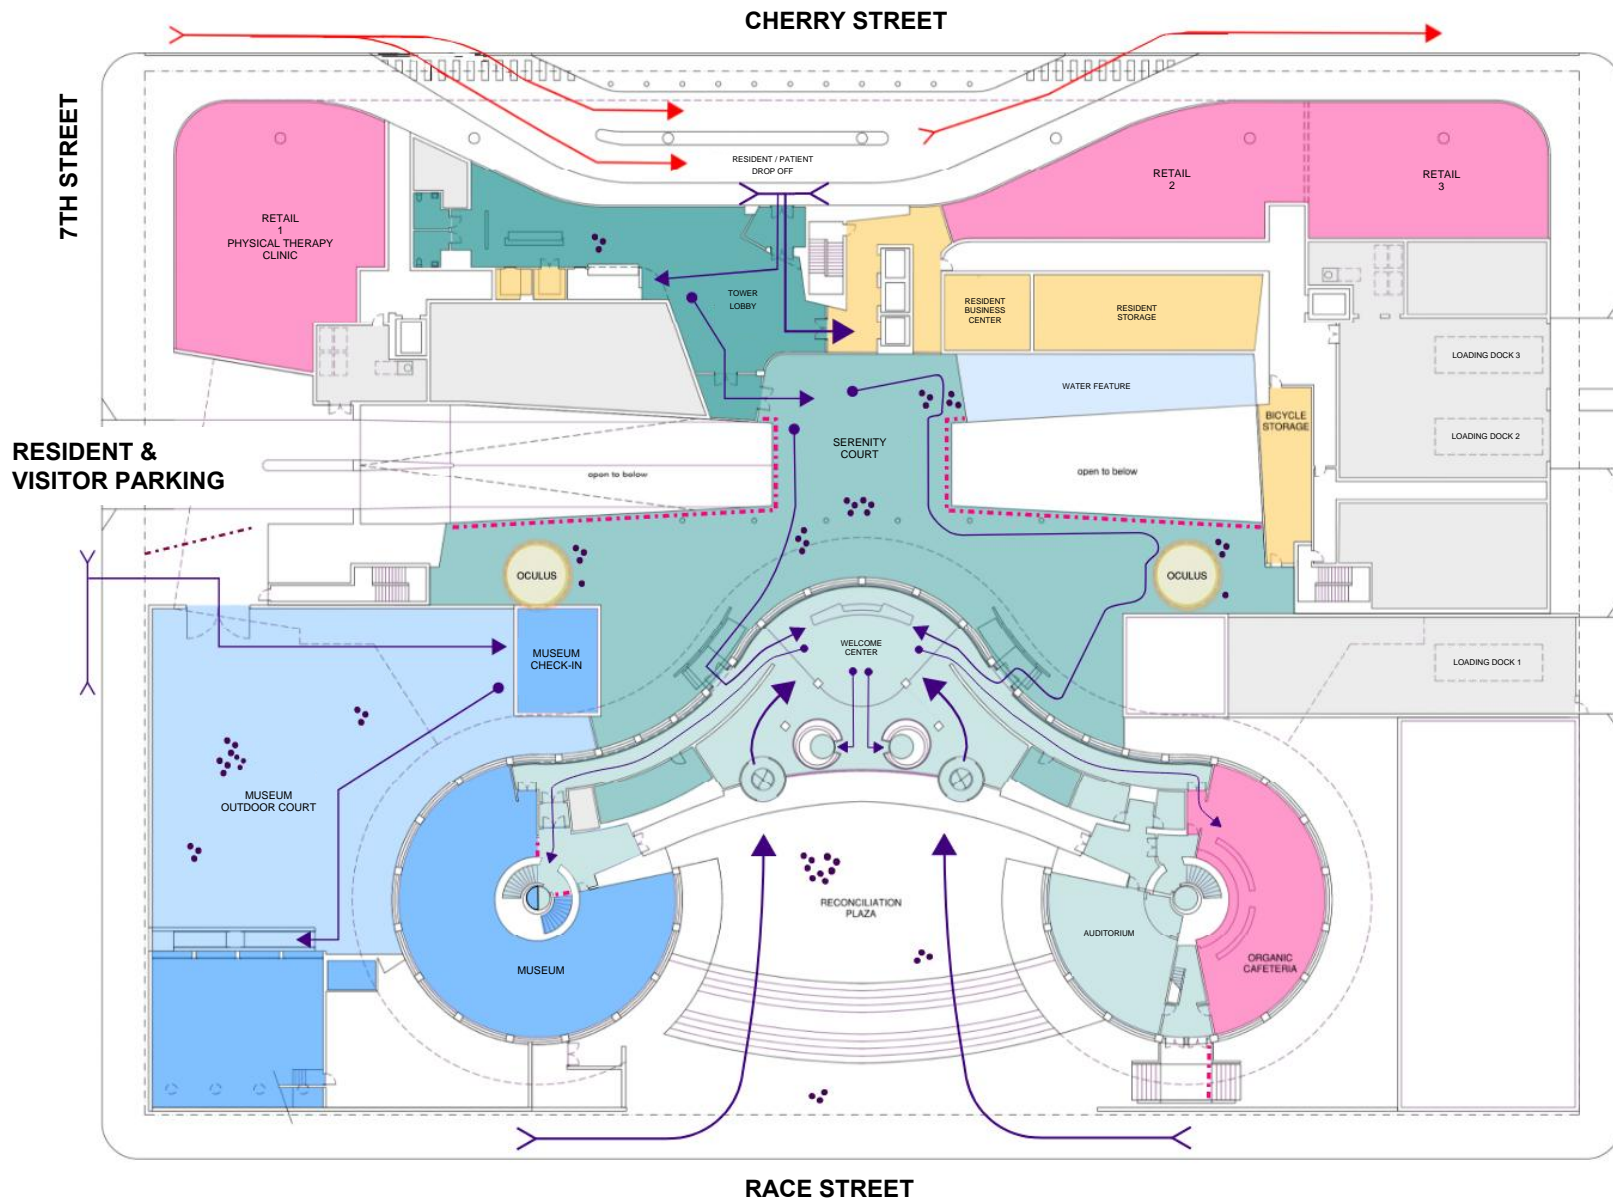 CHERRY STREET
7TH STREET
RESIDENT / PATIENT
DROP OFF
RETAIL
1
PHYSICAL THERAPY
CLINIC
RETAIL
2
RETAIL
3
TOWER
LOBBY
RESIDENT
BUSINESS
CENTER
RESIDENT
STORAGE
LOADING DOCK 3
WATER FEATURE
BICYCLE
STORAGE
LOADING DOCK 2
RESIDENT &
VISITOR PARKING
SERENITY
COURT
open to below
open to below
OCULUS
OCULUS
MUSEUM
CHECK-IN
WELCOME
CENTER
LOADING DOCK 1
MUSEUM
OUTDOOR COURT
RECONCILIATION
PLAZA
AUDITORIUM
MUSEUM
ORGANIC
CAFETERIA
RACE STREET